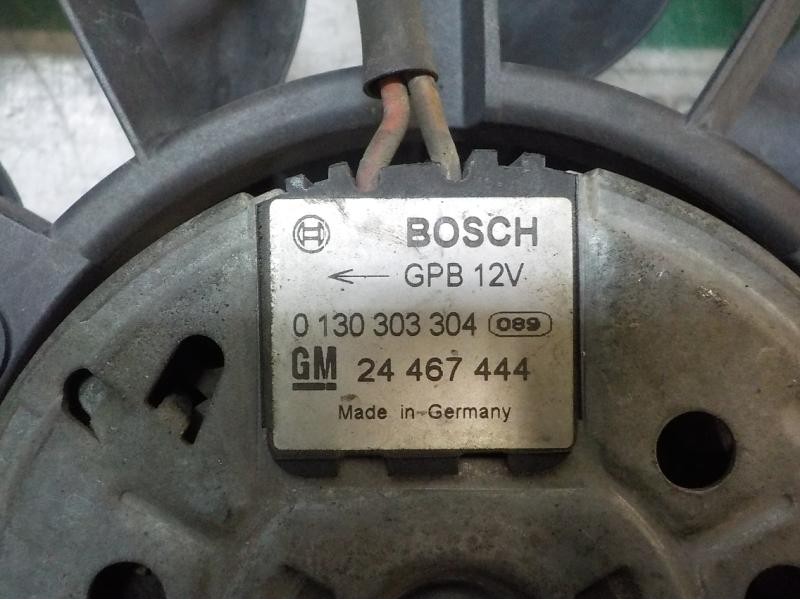 BOSCH
GPB 12V
0 130 303 304 089
GM 24 467 444
Made in Germany